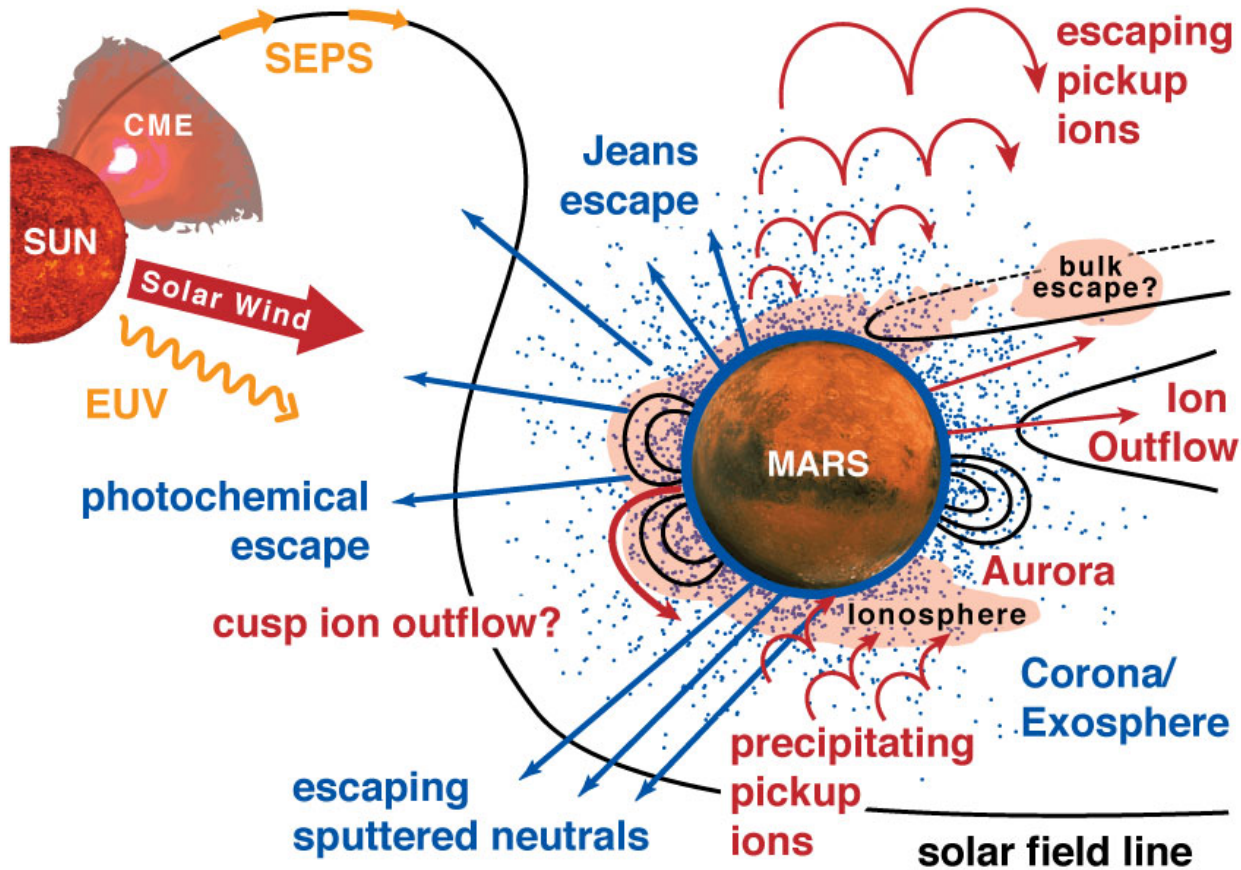 SEPS
CME
SUN
Solar Wind
EUV
escaping
pickup
ions
Jeans
escape
bulk
escape?
Ion
Outflow
MARS
photochemical
escape
cusp ion outflow?
Aurora
Ionosphere
Corona/
Exosphere
precipitating
pickup
ions
escaping
sputtered neutrals
solar field line